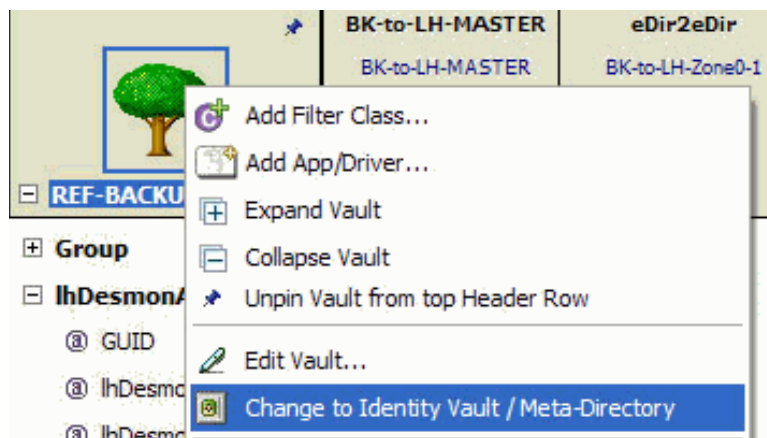 BK-to-LH-MASTER eDir2eDir
BK-to-LH-MASTER BK-to-LH-Zone0-1
Add Filter Class...
Add App/Driver...
REF-BACKU
Expand Vault
Group
Collapse Vault
lhDesmonA
Unpin Vault from top Header Row
GUID
Edit Vault...
lhDesmo
Change to Identity Vault / Meta-Directory
lhDesmo